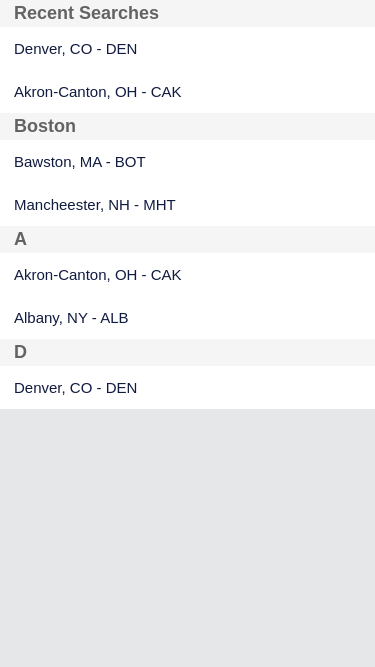 Recent Searches
Denver, CO - DEN
Akron-Canton, OH - CAK
Boston
Bawston, MA - BOT
Mancheester, NH - MHT
A
Akron-Canton, OH - CAK
Albany, NY - ALB
D
Denver, CO - DEN